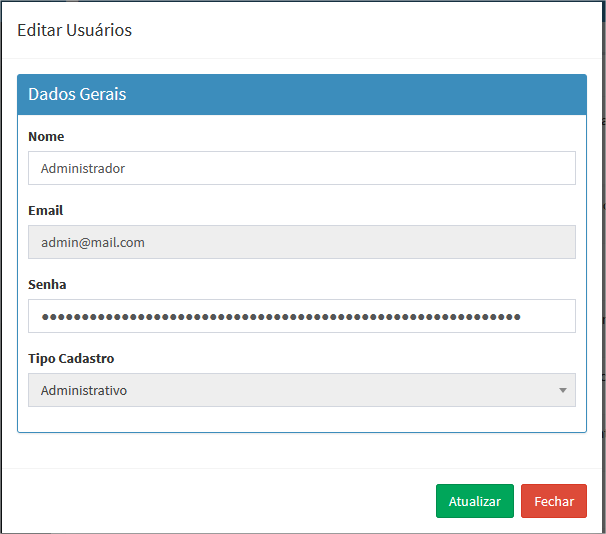 Editar Usuários
Dados Gerais
Nome
Administrador
Email
admin@mail.com
Senha
••••••••••••••••••••••••••••••••••••••••••••••••••••••••••••
Tipo Cadastro
Administrativo
Atualizar Fechar